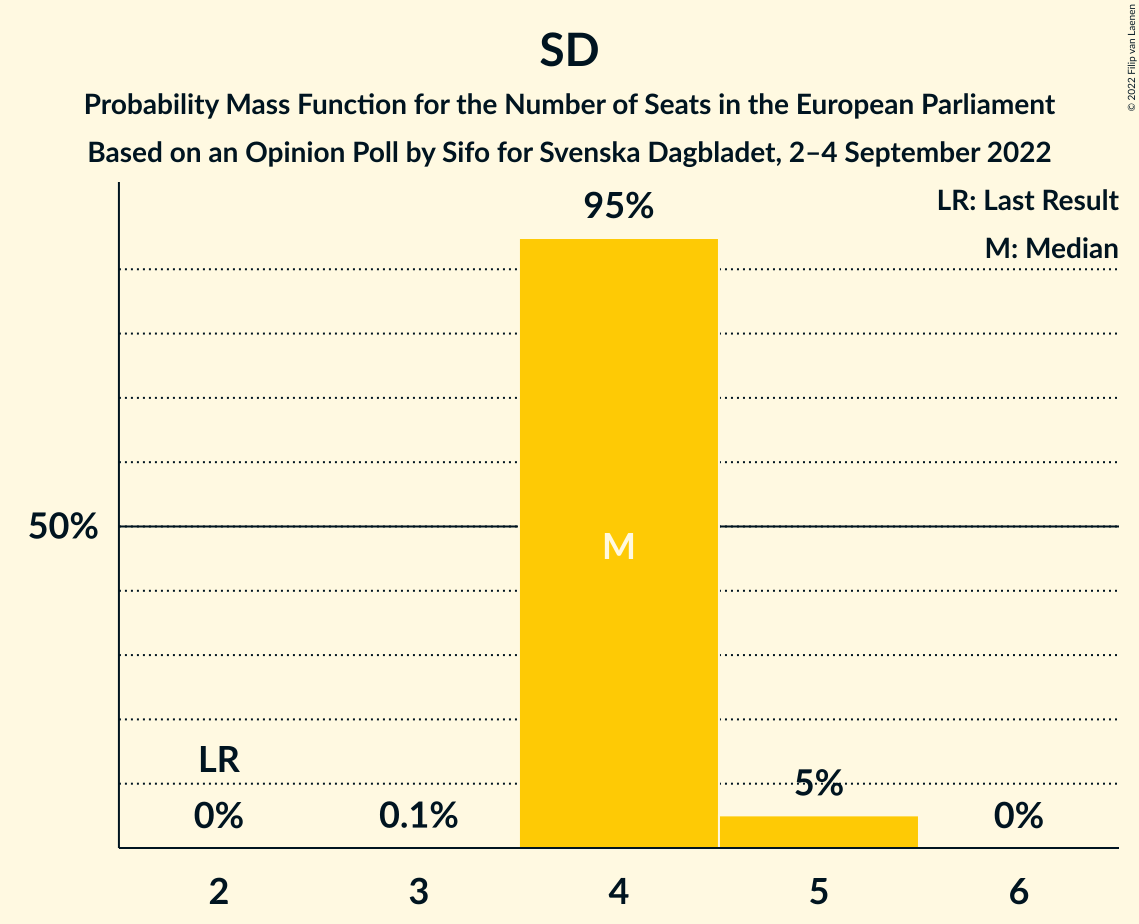 SD
Probability Mass Function for the Number of Seats in the European Parliament
Based on an Opinion Poll by Sifo for Svenska Dagbladet, 2–4 September 2022
© 2022 Filip van Laenen
LR: Last Result
M: Median
95%
50%
M
LR
0%
0.1%
5%
0%
2 3 4 5 6